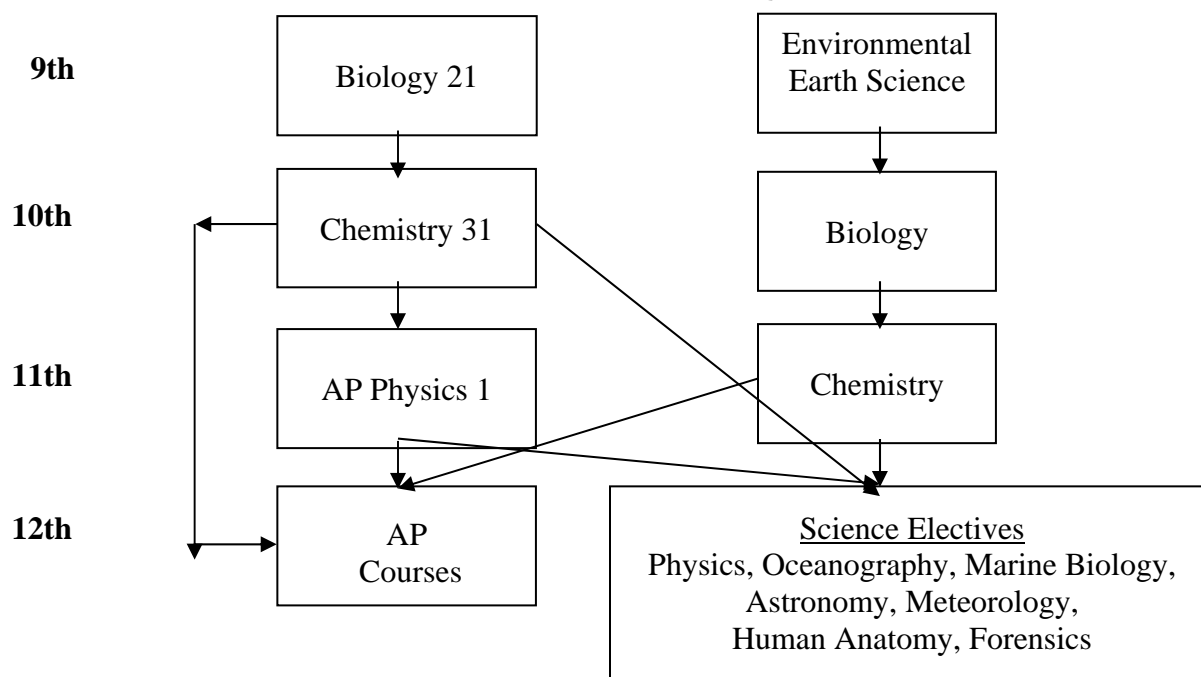 9th
Biology 21
Environmental
Earth Science
10th
Chemistry 31
Biology
11th
AP Physics 1
Chemistry
12th
AP
Courses
Science Electives
Physics, Oceanography, Marine Biology,
Astronomy, Meteorology,
Human Anatomy, Forensics